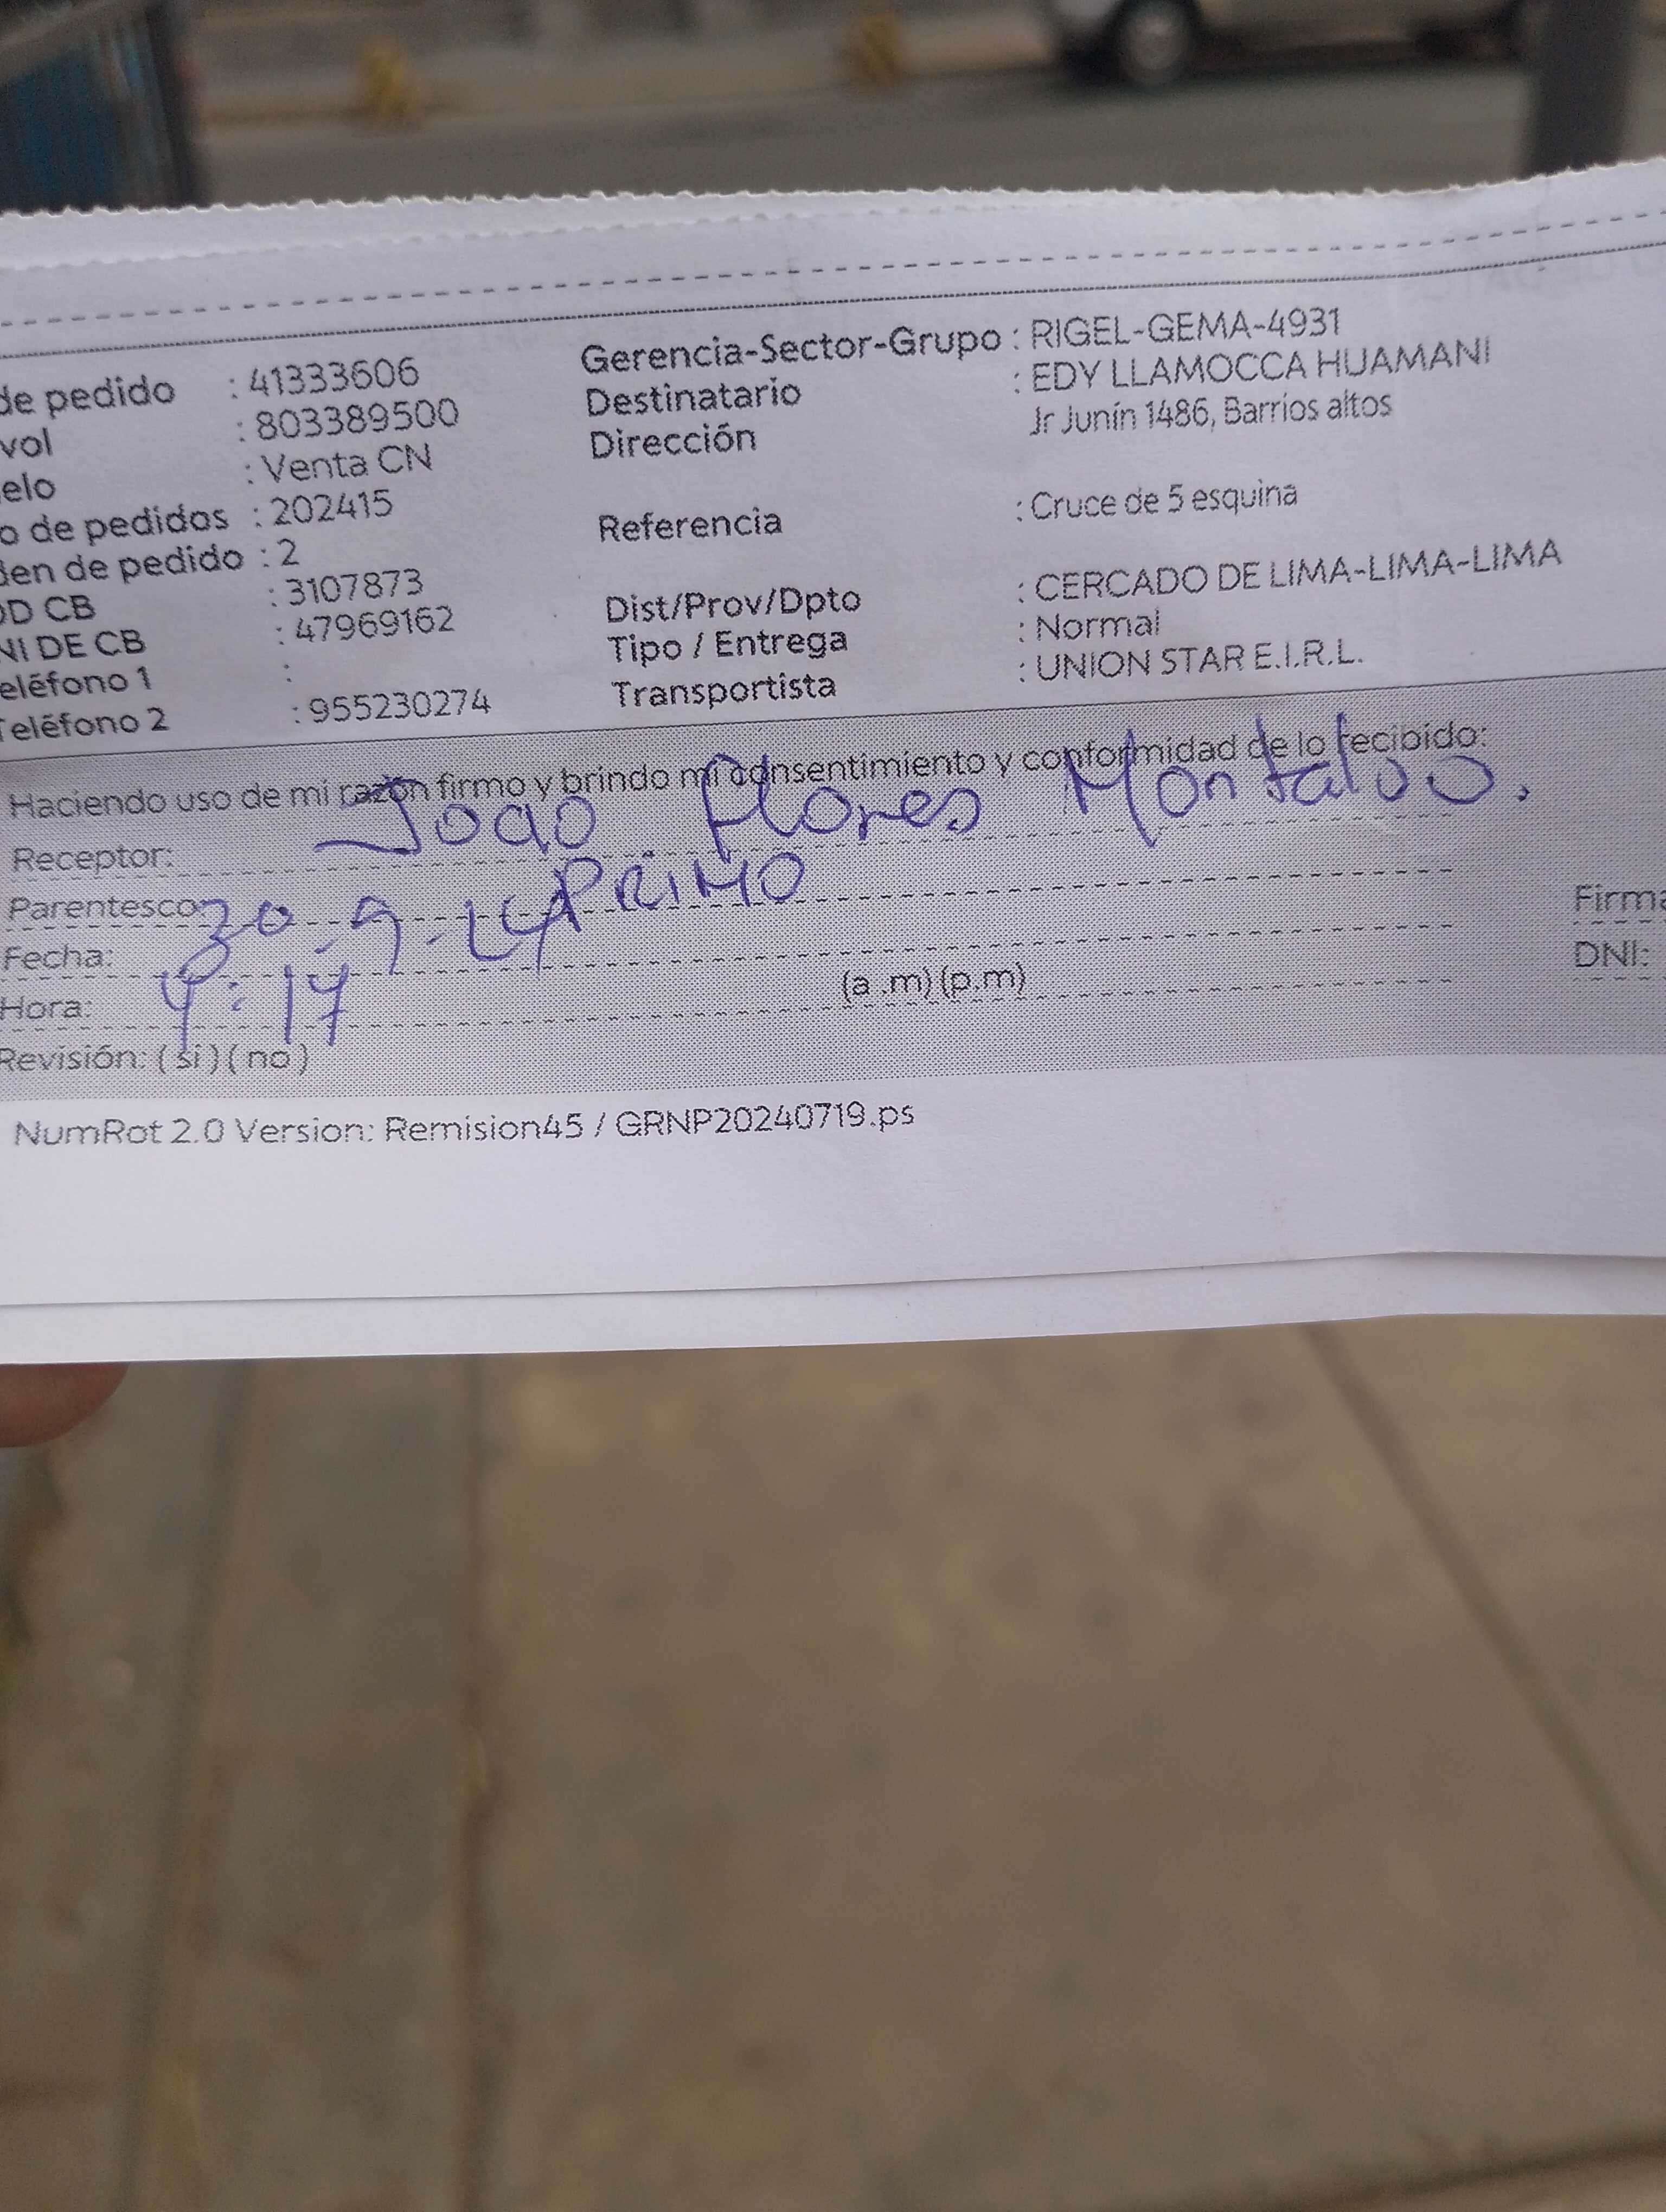 de pedido : 41333606
vol : 803389500
elo : Venta CN
o de pedidos : 202415
den de pedido : 2
OD CB : 3107873
NI DE CB : 47969162
eléfono 1 :
Teléfono 2 : 955230274
Gerencia-Sector-Grupo : RIGEL-GEMA-4931
Destinatario : EDY LLAMOCCA HUAMANI
Dirección Jr Junín 1486, Barrios altos
Referencia : Cruce de 5 esquina
Dist/Prov/Dpto : CERCADO DE LIMA-LIMA-LIMA
Tipo / Entrega : Normal
Transportista : UNION STAR E.I.R.L.
Haciendo uso de mi razón firmo y brindo mi consentimiento y conformidad de lo recibido:
Receptor: Joao Flores Montalvo.
Parentesco: PRIMO
Fecha: 30-9-24
Hora: 4:14 (a .m) (p.m)
Revisión: ( si ) ( no )
Firma
DNI:
NumRot 2.0 Version: Remision45 / GRNP20240719.ps